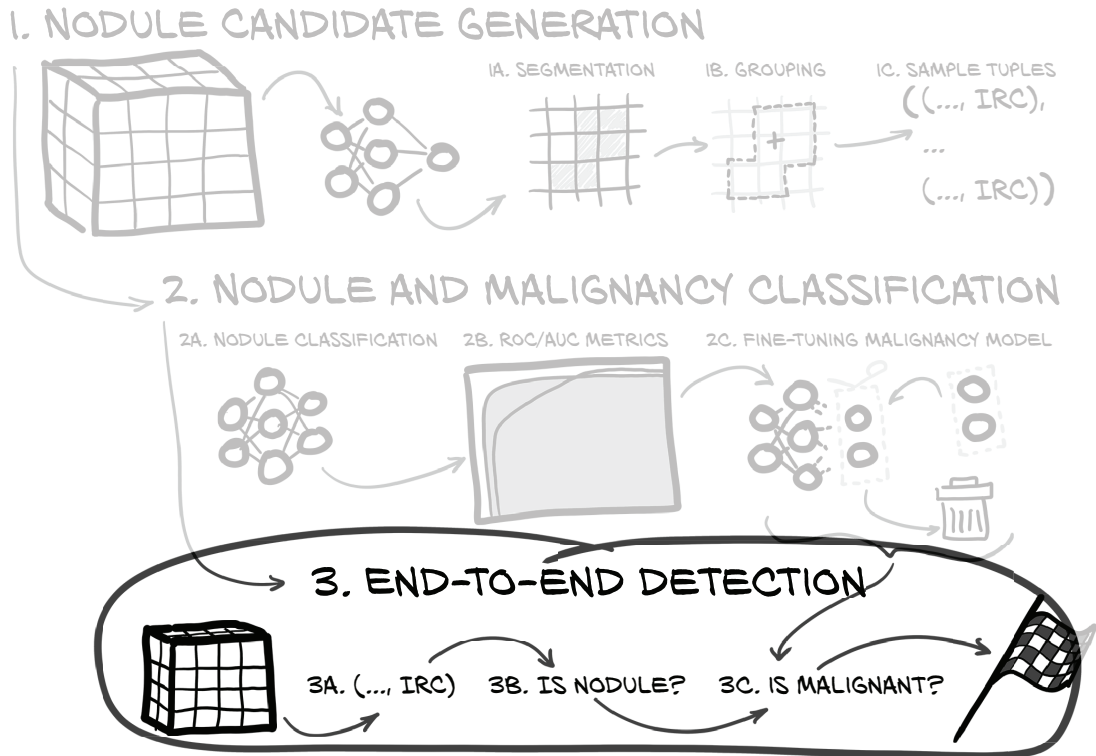 1. NODULE CANDIDATE GENERATION
1A. SEGMENTATION
1B. GROUPING
1C. SAMPLE TUPLES
((..., IRC),
...
(..., IRC))
2. NODULE AND MALIGNANCY CLASSIFICATION
2A. NODULE CLASSIFICATION
2B. ROC/AUC METRICS
2C. FINE-TUNING MALIGNANCY MODEL
3. END-TO-END DETECTION
3A. (..., IRC)
3B. IS NODULE?
3C. IS MALIGNANT?